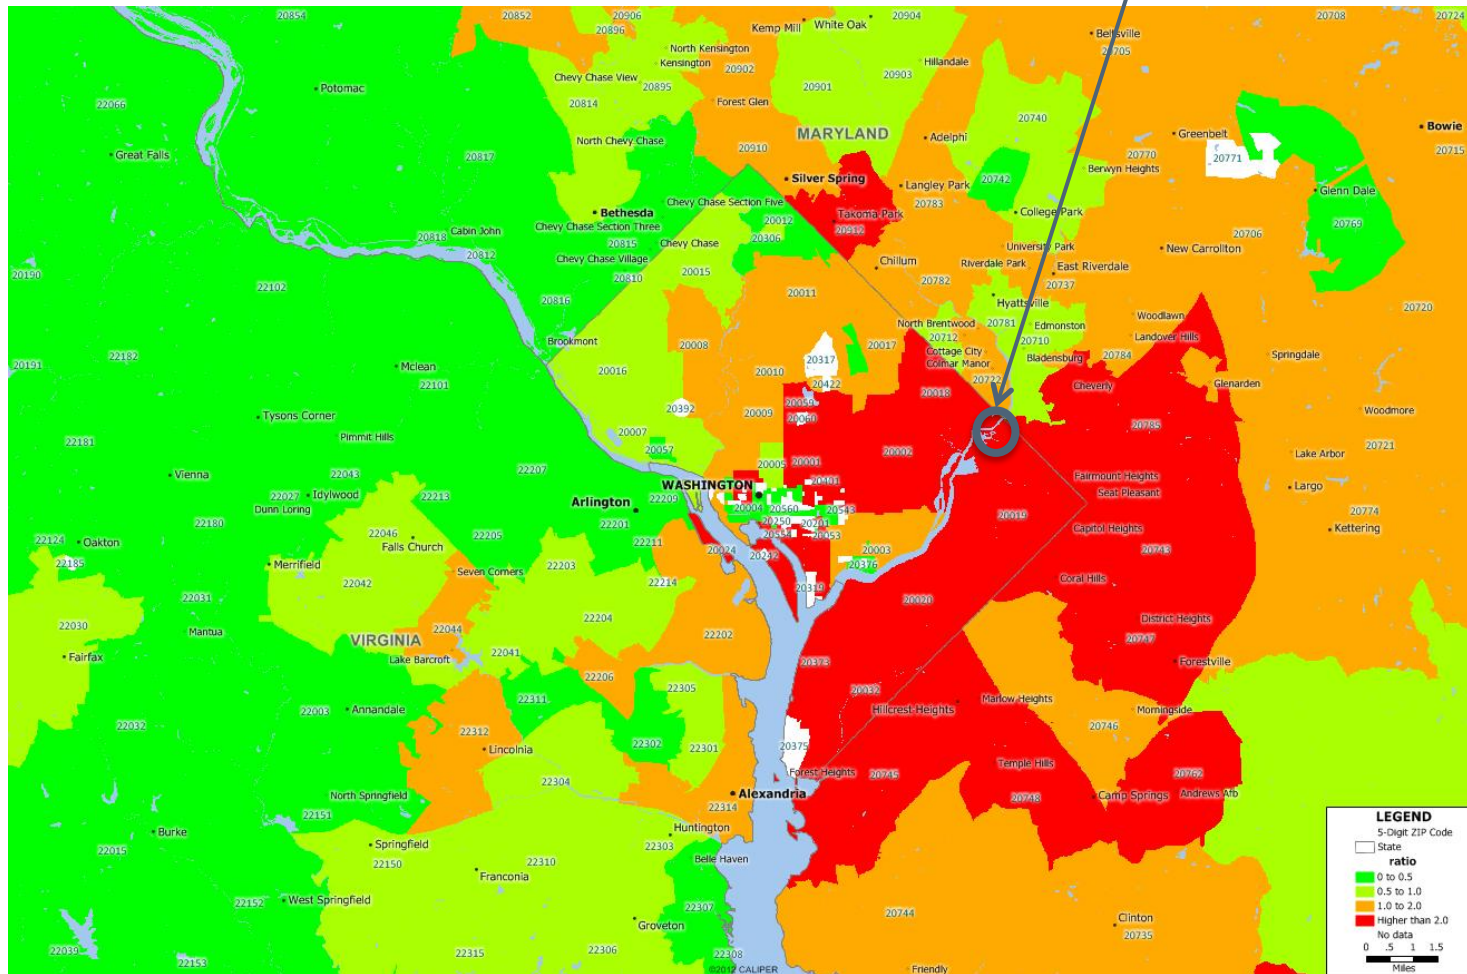 20854
20852
20906
20904
20708
20724
Kemp Mill
White Oak
20896
Beltsville
20705
North Kensington
Kensington
20902
Hillandale
20903
Chevy Chase View
20895
20901
Potomac
22066
20814
Forest Glen
20740
MARYLAND
Bowie
Greenbelt
North Chevy Chase
Adelphi
Great Falls
20817
20910
20770
20771
20715
Berwyn Heights
Silver Spring
Langley Park
20742
Glenn Dale
20783
Chevy Chase Section Five
Bethesda
Takoma Park
College Park
20012
Chevy Chase Section Three
20912
20769
Cabin John
20818
20815
Chevy Chase
20306
20706
University Park
New Carrollton
20812
Chevy Chase Village
Chillum
Riverdale Park
East Riverdale
20190
20015
20810
20782
20737
22102
20816
20011
Hyattsville
20720
North Brentwood
20781
Edmonston
Woodlawn
20712
Landover Hills
Brookmont
20008
20017
20710
22182
20317
Cottage City
Bladensburg
20784
Springdale
20191
Mclean
20016
20010
Colmar Manor
22101
20422
20722
Cheverly
Glenarden
20018
20059
20392
20009
20060
Woodmore
Tysons Corner
20785
20007
22181
Pimmit Hills
20721
20057
20002
Lake Arbor
20005
20001
Vienna
22043
22207
Fairmount Heights
WASHINGTON
20401
Largo
22027
Idylwood
22213
Seat Pleasant
Arlington
22209
Dunn Loring
20004
20560
20543
20774
22180
22201
20250
20201
20019
Kettering
Capitol Heights
22124
Oakton
22046
22205
20053
Falls Church
22211
20024
20242
20003
20743
22185
Merrifield
Seven Corners
22203
20376
22042
22214
Coral Hills
20319
22031
20020
22030
22204
District Heights
Mantua
VIRGINIA
22044
22202
20747
Fairfax
Lake Barcroft
22041
20373
Forestville
22206
22305
20032
22311
Marlow Heights
22003
Annandale
Hillcrest Heights
Morningside
22032
22312
20746
22302
22301
20375
Lincolnia
Temple Hills
Forest Heights
20745
20762
22304
Alexandria
North Springfield
20748
Camp Springs
Andrews Afb
22151
22314
Burke
Huntington
Springfield
22303
22015
22150
22310
Belle Haven
Franconia
22152
West Springfield
22307
20744
Clinton
Groveton
20735
22039
22153
22315
22306
22308
Friendly
©2012 CALIPER
LEGEND
5-Digit ZIP Code
State
ratio
0 to 0.5
0.5 to 1.0
1.0 to 2.0
Higher than 2.0
No data
0 .5 1 1.5
Miles